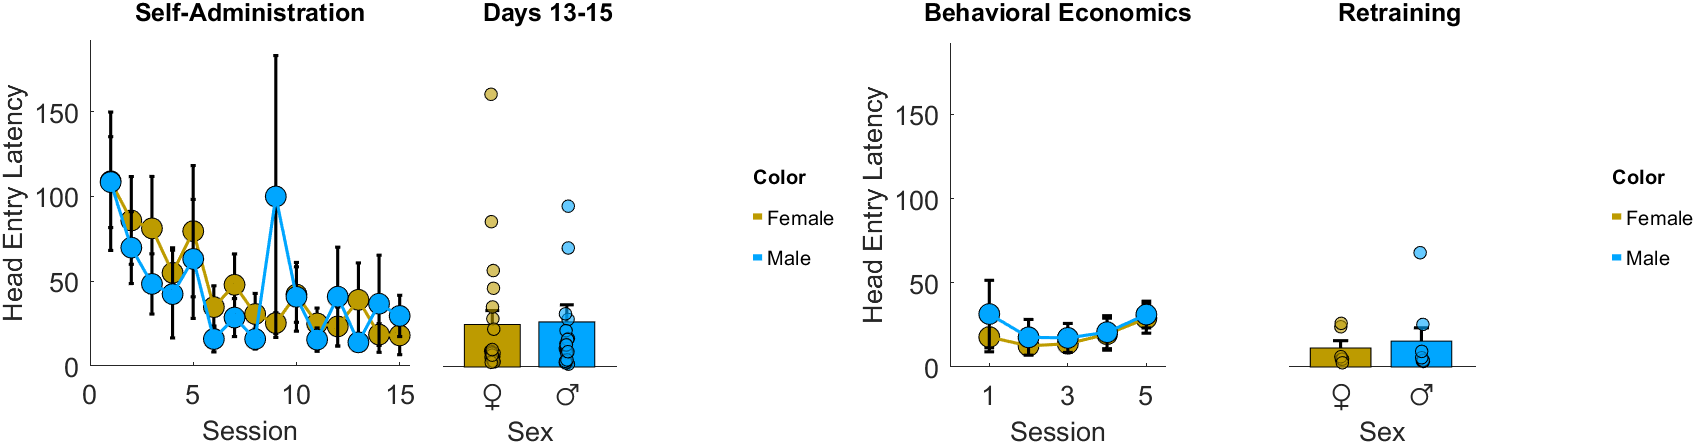 Self-Administration
Days 13-15
Behavioral Economics
Retraining
Head Entry Latency
150
100
50
0
0
5
10
15
Session
♀
♂
Sex
Color
Female
Male
Head Entry Latency
150
100
50
0
1
3
5
Session
♀
♂
Sex
Color
Female
Male